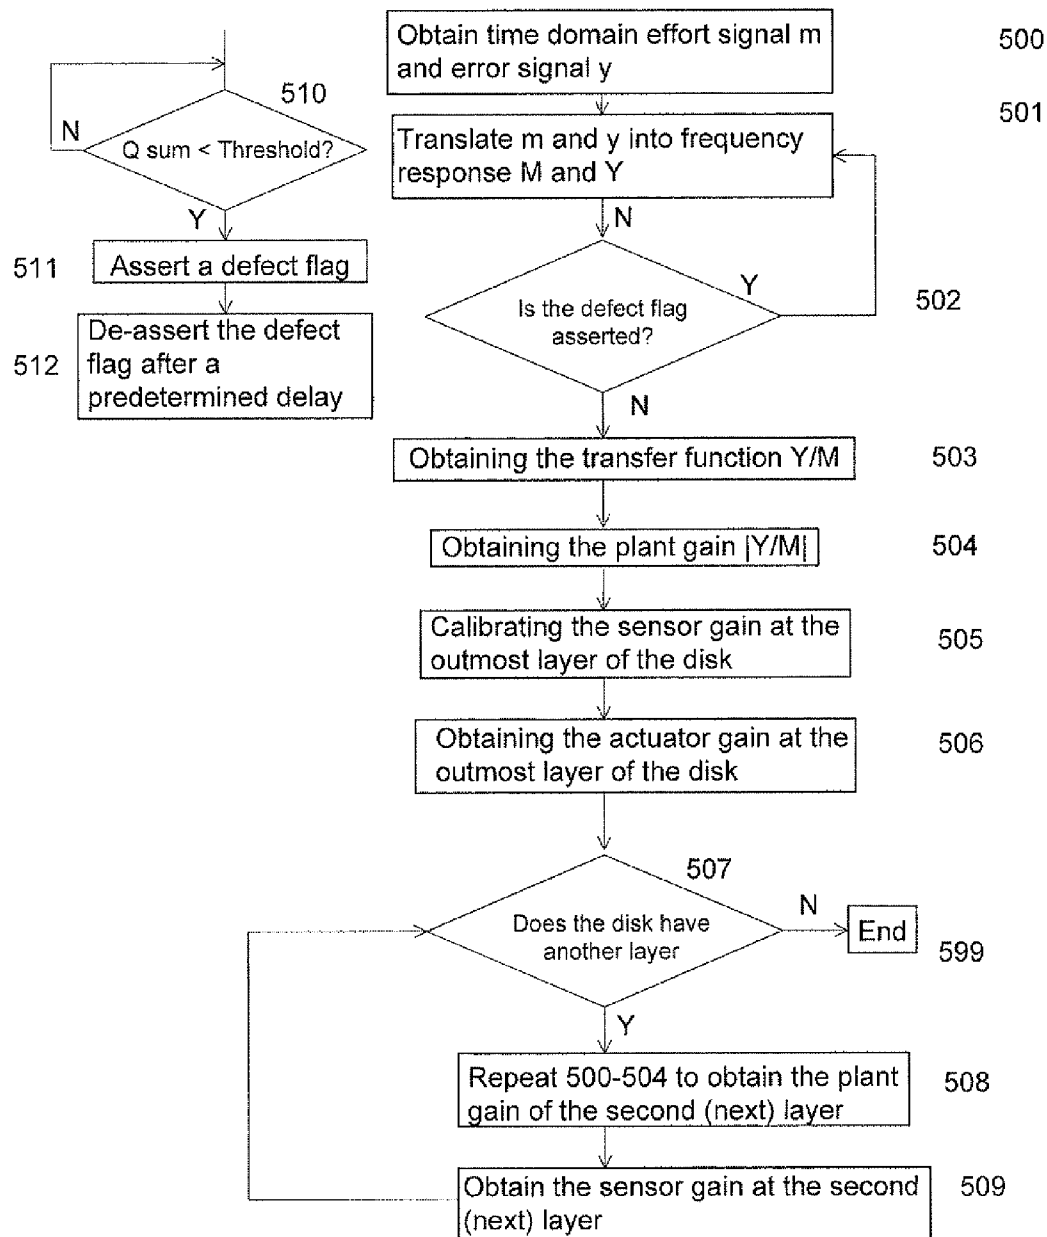 510
N
Q sum < Threshold?
Y
511
Assert a defect flag
512
De-assert the defect
flag after a
predetermined delay
Obtain time domain effort signal m
and error signal y
500
501
Translate m and y into frequency
response M and Y
N
Y
Is the defect flag
asserted?
502
N
Obtaining the transfer function Y/M
503
Obtaining the plant gain |Y/M|
504
Calibrating the sensor gain at the
outmost layer of the disk
505
Obtaining the actuator gain at the
outmost layer of the disk
506
507
Does the disk have
another layer
N
End
599
Y
Repeat 500-504 to obtain the plant
gain of the second (next) layer
508
Obtain the sensor gain at the second
(next) layer
509